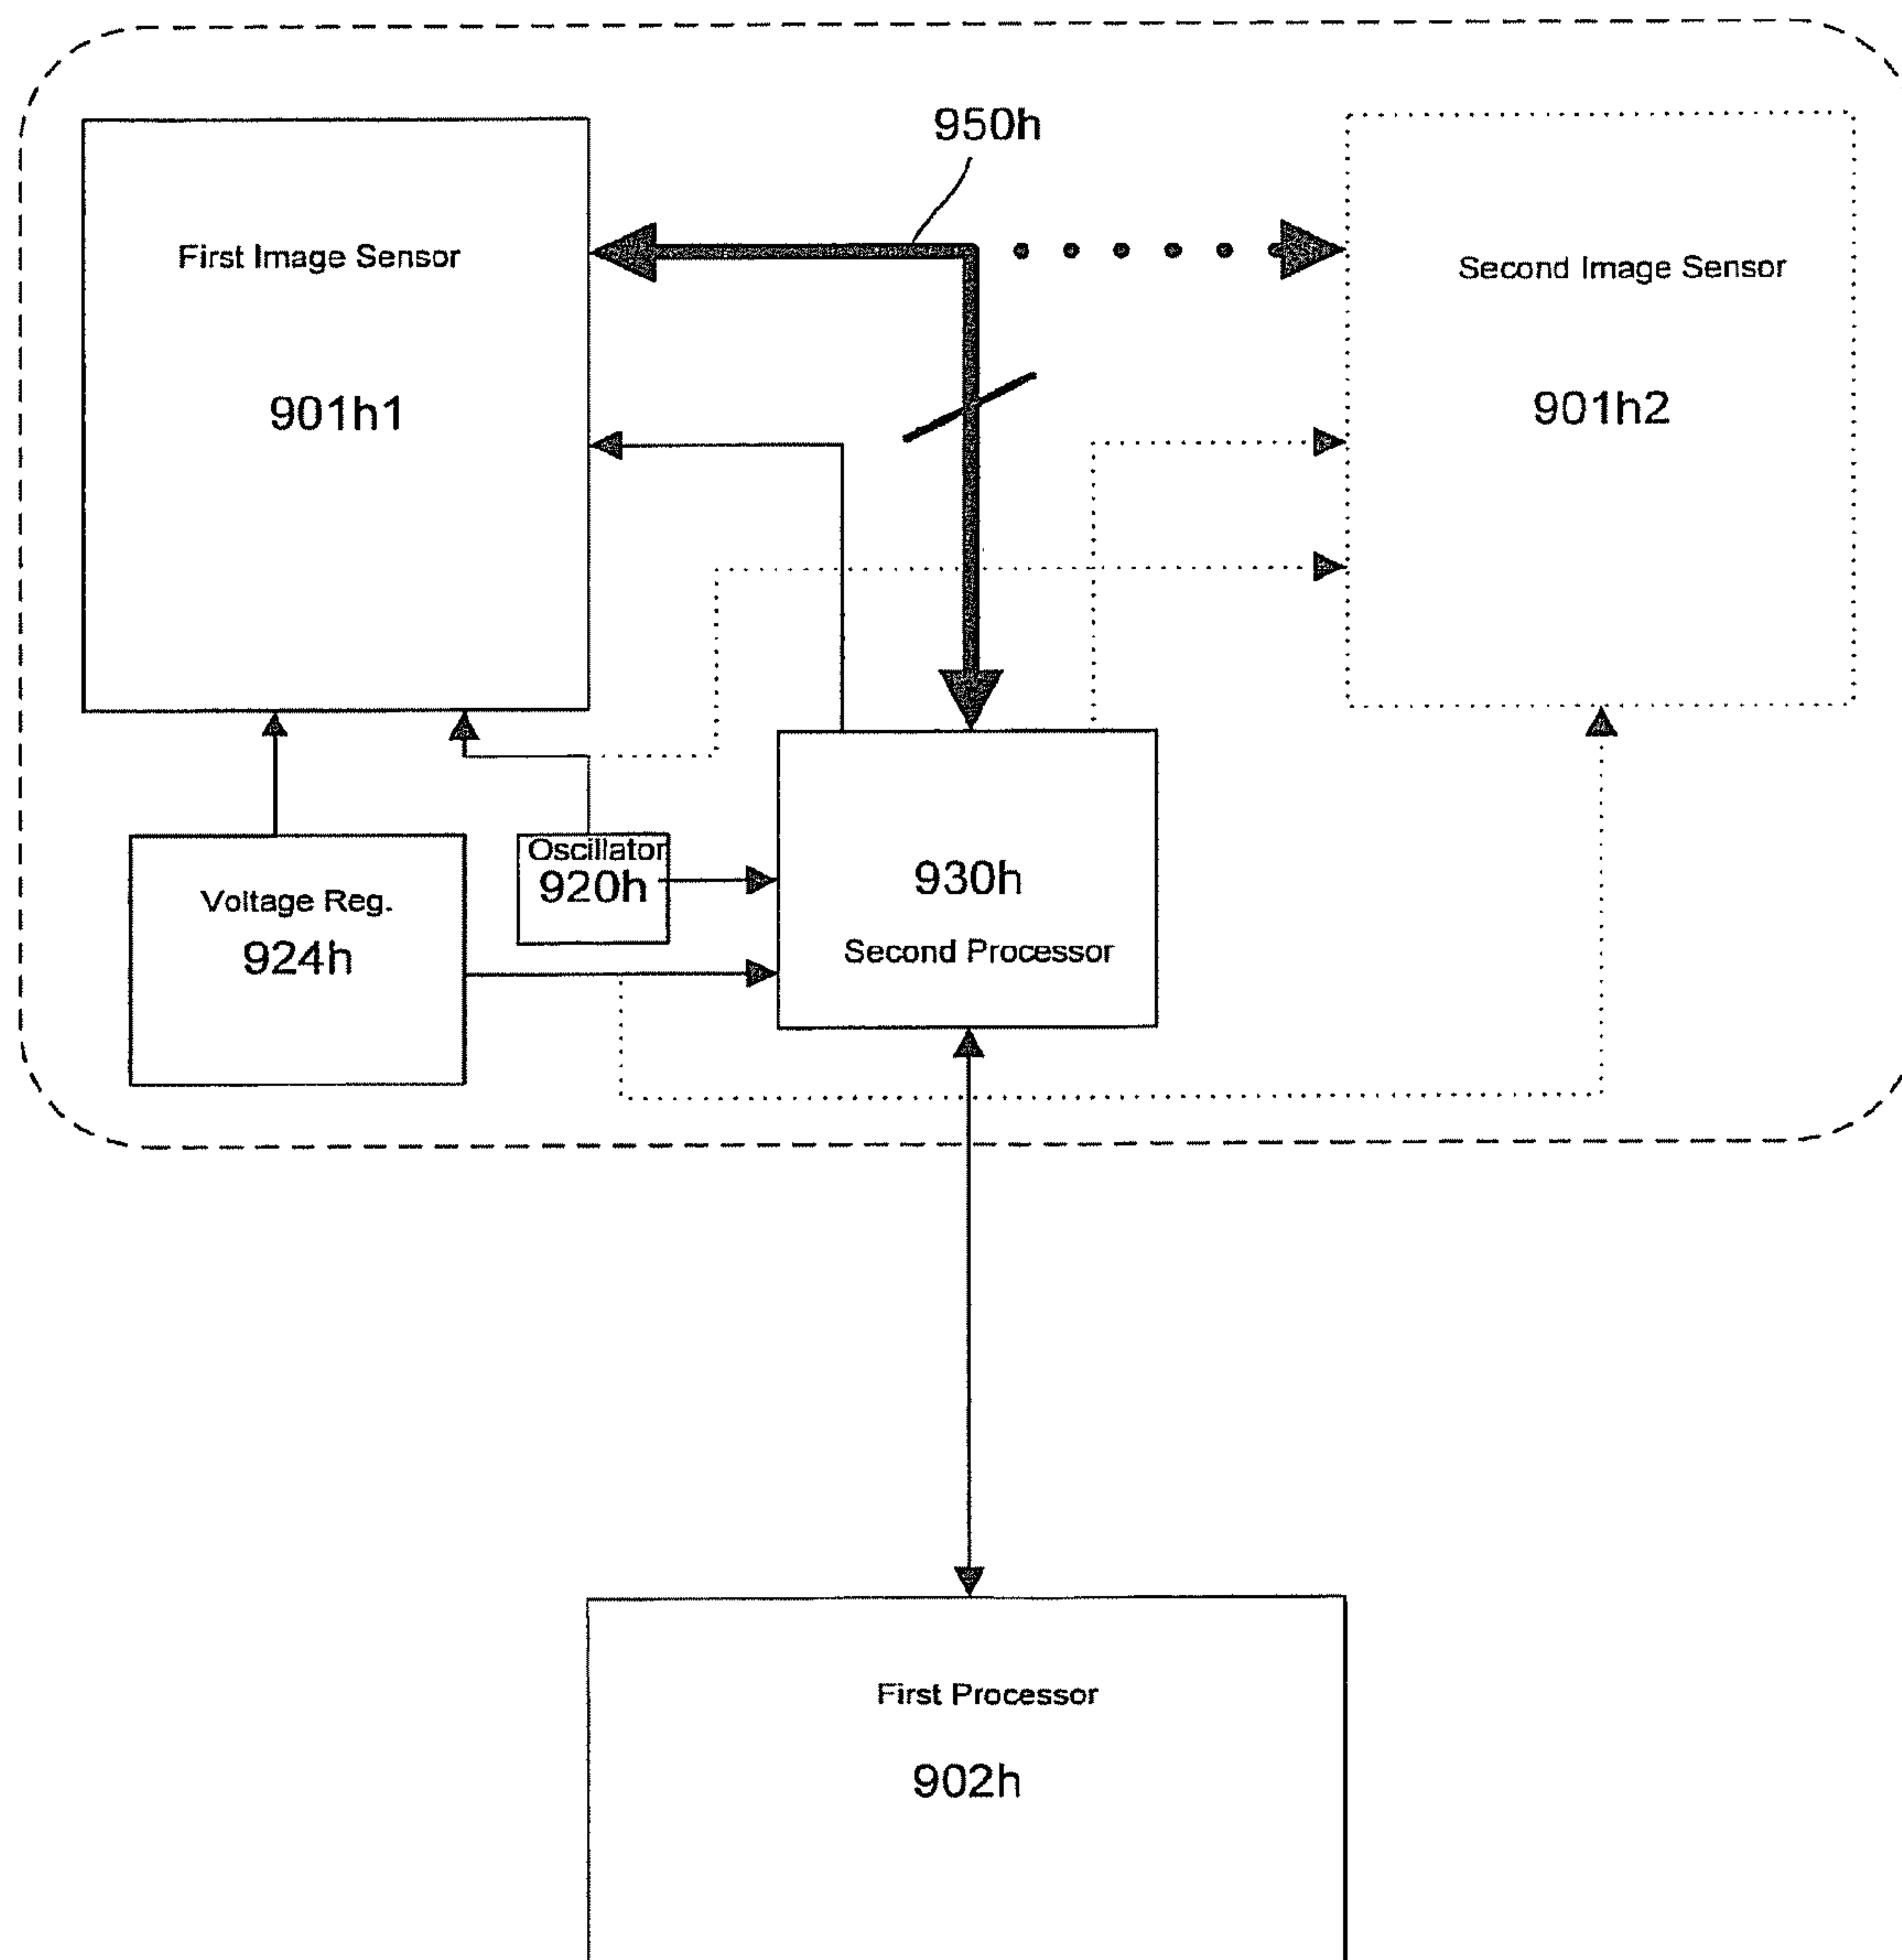 950h
First Image Sensor
901h1
Second Image Sensor
901h2
Oscillator
920h
Voltage Reg.
924h
930h
Second Processor
First Processor
902h